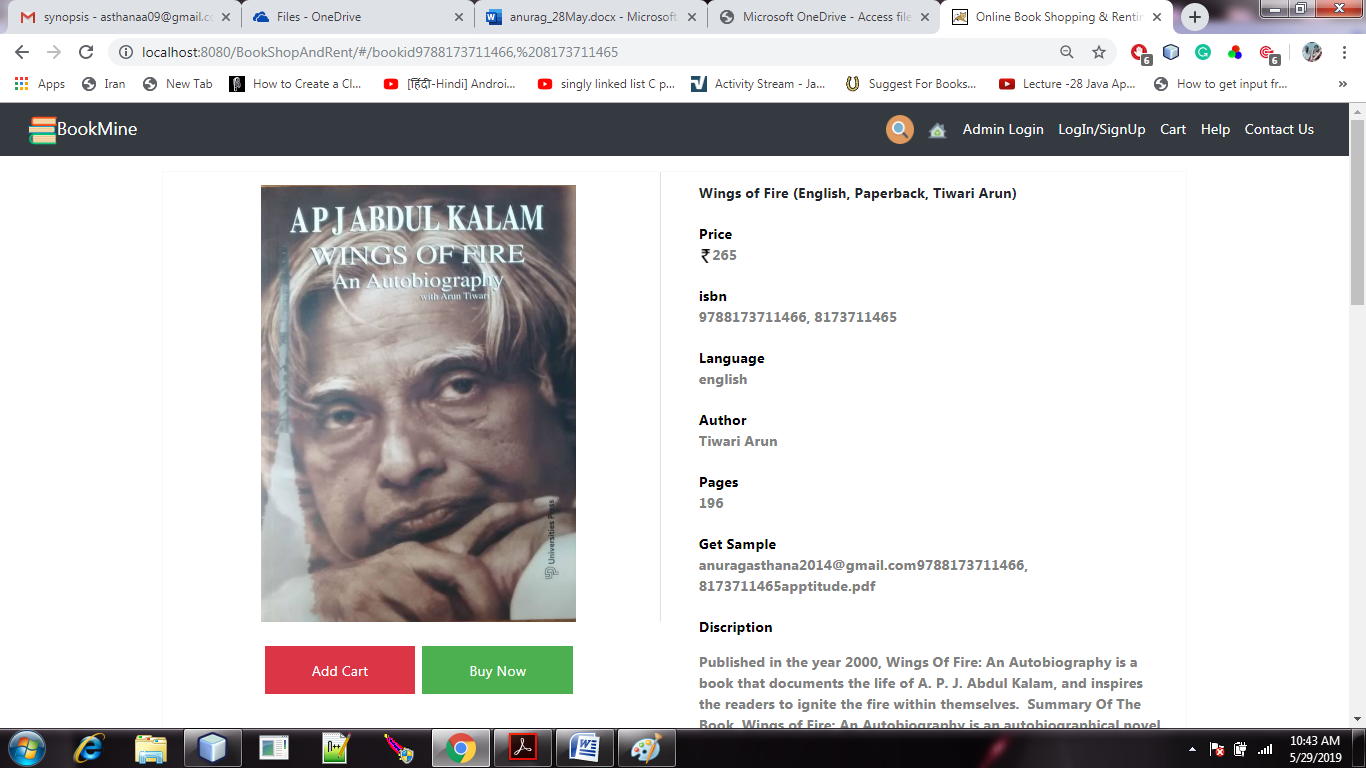 synopsis - asthanaa09@gmail.co
Files - OneDrive
anurag_28May.docx - Microsoft
Microsoft OneDrive - Access file
Online Book Shopping & Rentin
localhost:8080/BookShopAndRent/#/bookid9788173711466,%208173711465
6
6
Apps
Iran
New Tab
How to Create a Cl...
[हिंदी-Hindi] Androi...
singly linked list C p...
Activity Stream - Ja...
Suggest For Books...
Lecture -28 Java Ap...
How to get input fr...
»
BookMine
Admin Login
LogIn/SignUp
Cart
Help
Contact Us
A P J ABDUL KALAM
WINGS OF FIRE
An Autobiography
with Arun Tiwari
Universities Press
Add Cart
Buy Now
Wings of Fire (English, Paperback, Tiwari Arun)
Price
₹265
isbn
9788173711466, 8173711465
Language
english
Author
Tiwari Arun
Pages
196
Get Sample
anuragasthana2014@gmail.com9788173711466,
8173711465apptitude.pdf
Discription
Published in the year 2000, Wings Of Fire: An Autobiography is a
book that documents the life of A. P. J. Abdul Kalam, and inspires
the readers to ignite the fire within themselves. Summary Of The
Book Wings of Fire: An Autobiography is an autobiographical novel
10:43 AM
5/29/2019